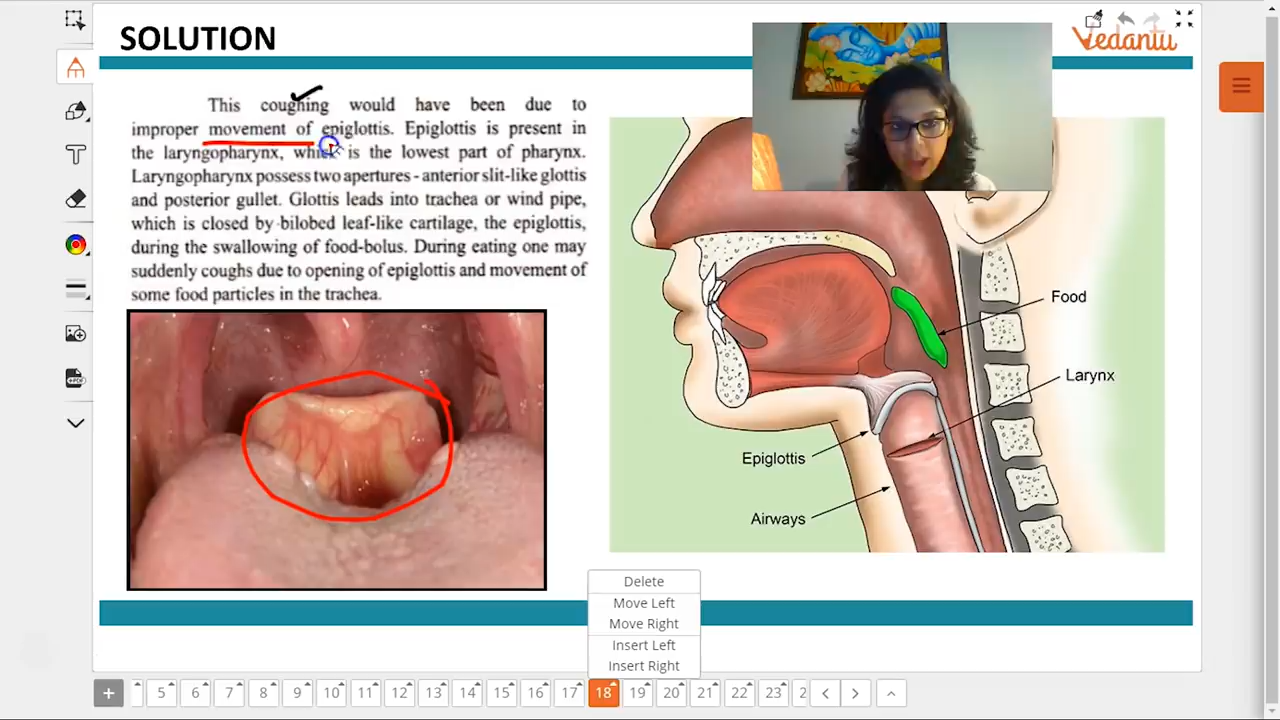 SOLUTION
Vedantu
This coughing would have been due to
improper movement of epiglottis. Epiglottis is present in
the laryngopharynx, which is the lowest part of pharynx.
Laryngopharynx possess two apertures - anterior slit-like glottis
and posterior gullet. Glottis leads into trachea or wind pipe,
which is closed by bilobed leaf-like cartilage, the epiglottis,
during the swallowing of food-bolus. During eating one may
suddenly coughs due to opening of epiglottis and movement of
some food particles in the trachea.
Food
Larynx
Epiglottis
Airways
Delete
Move Left
Move Right
Insert Left
Insert Right
5 6 7 8 9 10 11 12 13 14 15 16 17 18 19 20 21 22 23 2